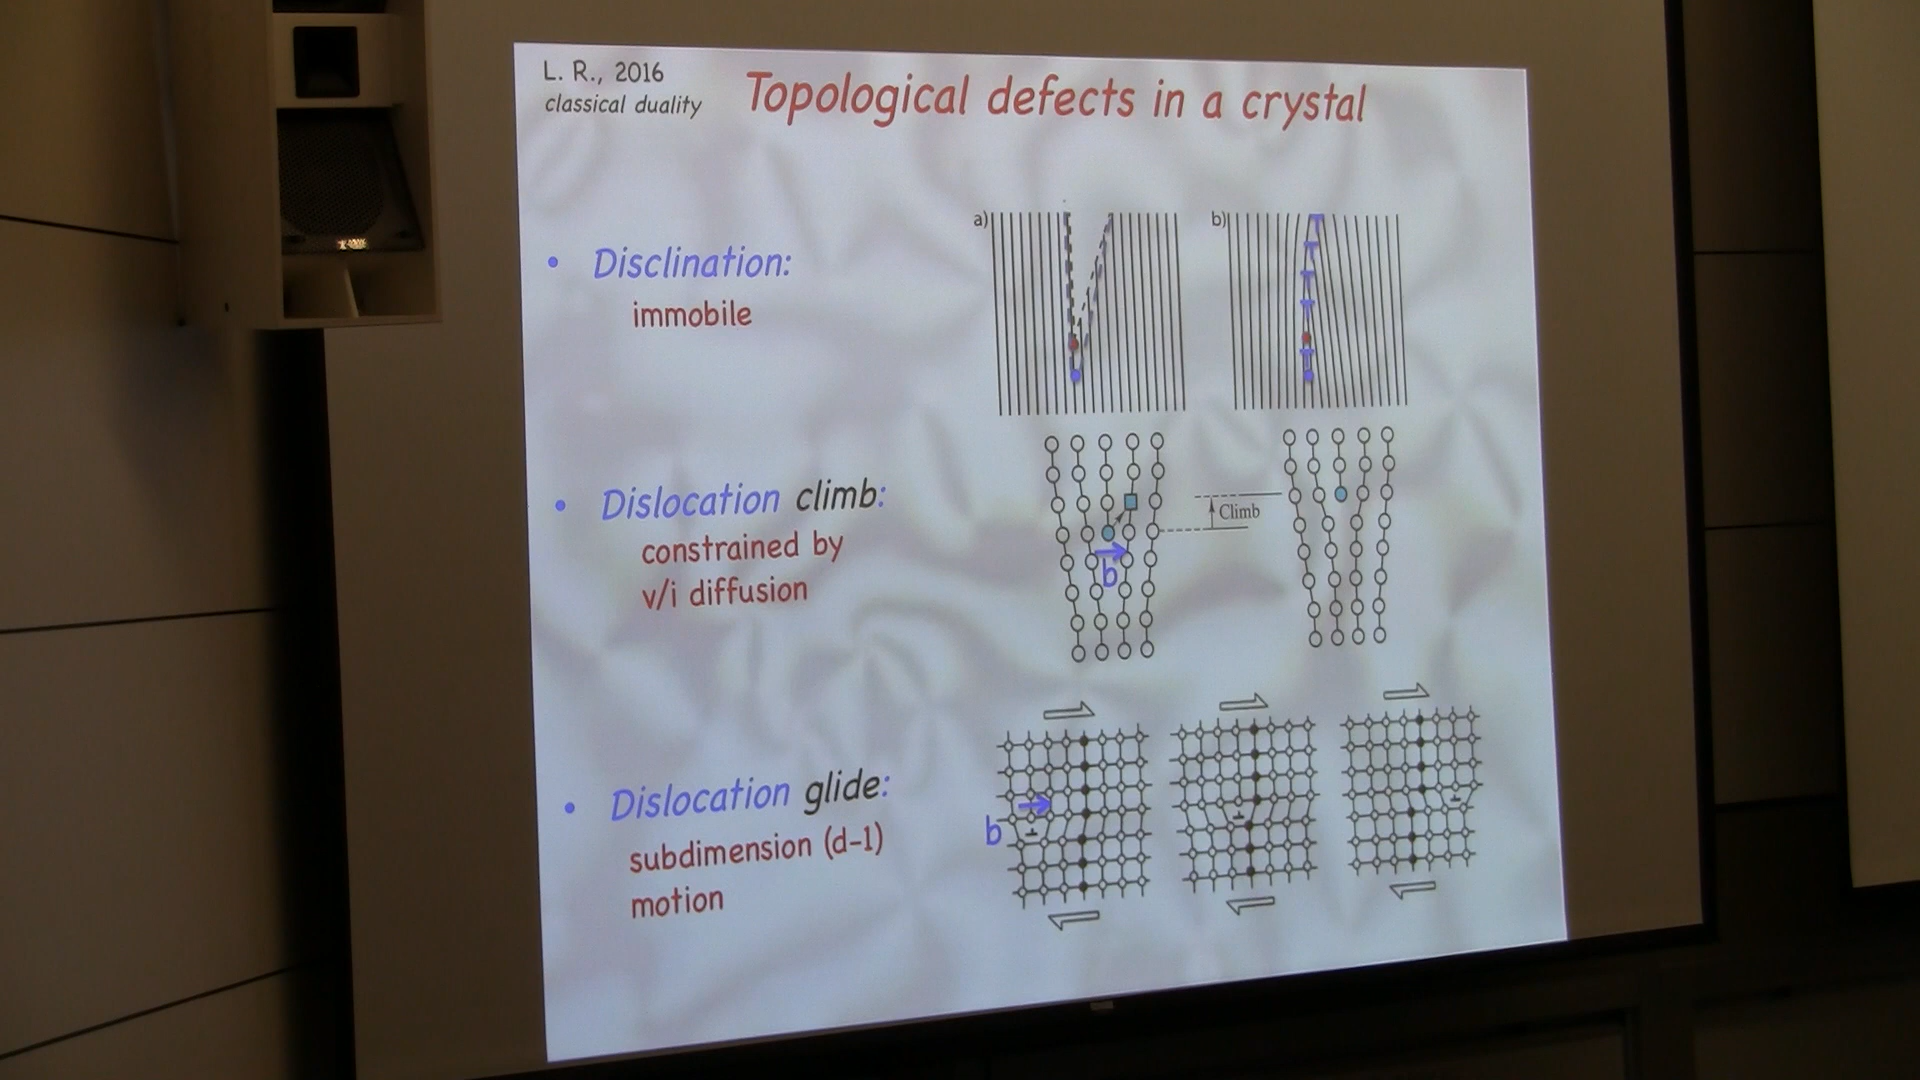 L. R., 2016
classical duality
Topological defects in a crystal
a)
b)
• Disclination:
immobile
• Dislocation climb:
constrained by
v/i diffusion
b
Climb
• Dislocation glide:
subdimension (d-1)
motion
b